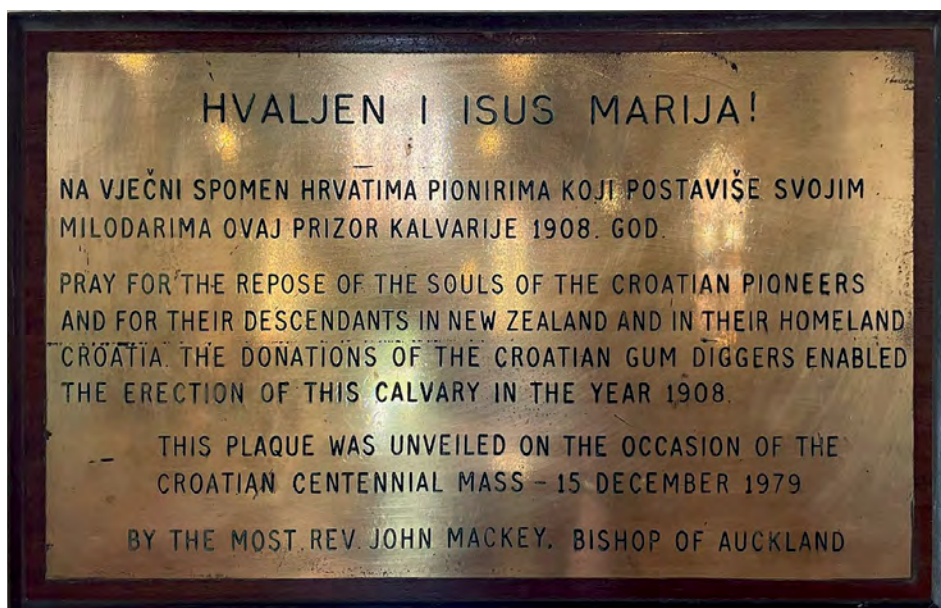 HVALJEN I ISUS MARIJA!
NA VJEČNI SPOMEN HRVATIMA PIONIRIMA KOJI POSTAVIŠE SVOJIM
MILODARIMA OVAJ PRIZOR KALVARIJE 1908. GOD.
PRAY FOR THE REPOSE OF THE SOULS OF THE CROATIAN PIONEERS
AND FOR THEIR DESCENDANTS IN NEW ZEALAND AND IN THEIR HOMELAND
CROATIA. THE DONATIONS OF THE CROATIAN GUM DIGGERS ENABLED
THE ERECTION OF THIS CALVARY IN THE YEAR 1908.
THIS PLAQUE WAS UNVEILED ON THE OCCASION OF THE
CROATIAN CENTENNIAL MASS – 15 DECEMBER 1979
BY THE MOST. REV. JOHN MACKEY, BISHOP OF AUCKLAND